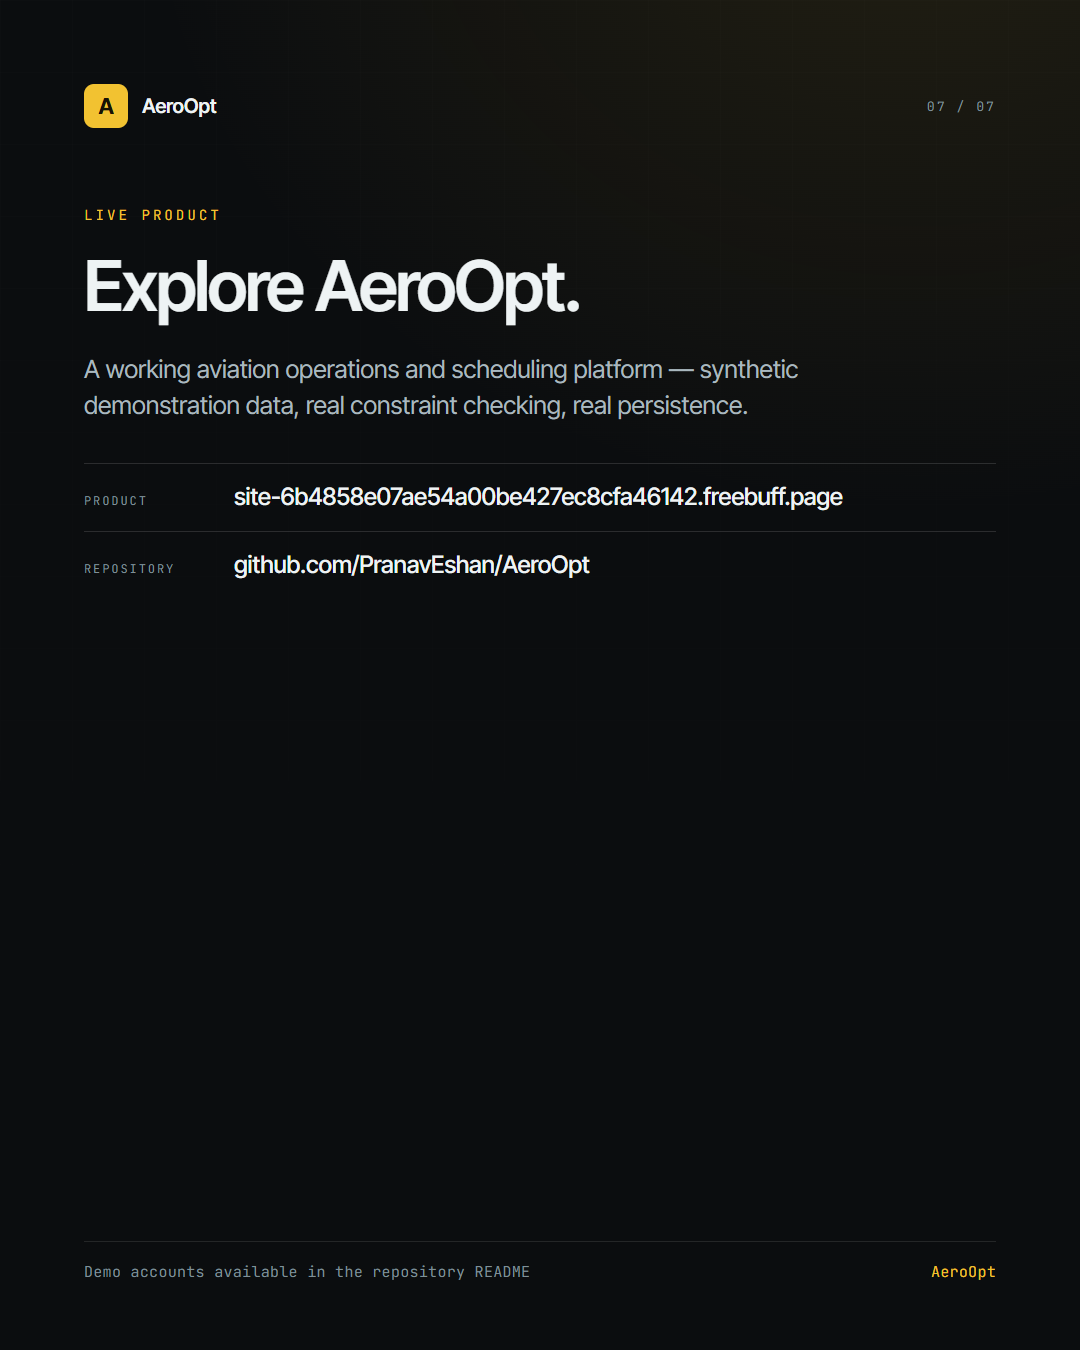 A AeroOpt 07 / 07
LIVE PRODUCT
Explore AeroOpt.
A working aviation operations and scheduling platform — synthetic
demonstration data, real constraint checking, real persistence.
PRODUCT site-6b4858e07ae54a00be427ec8cfa46142.freebuff.page
REPOSITORY github.com/PranavEshan/AeroOpt
Demo accounts available in the repository README AeroOpt